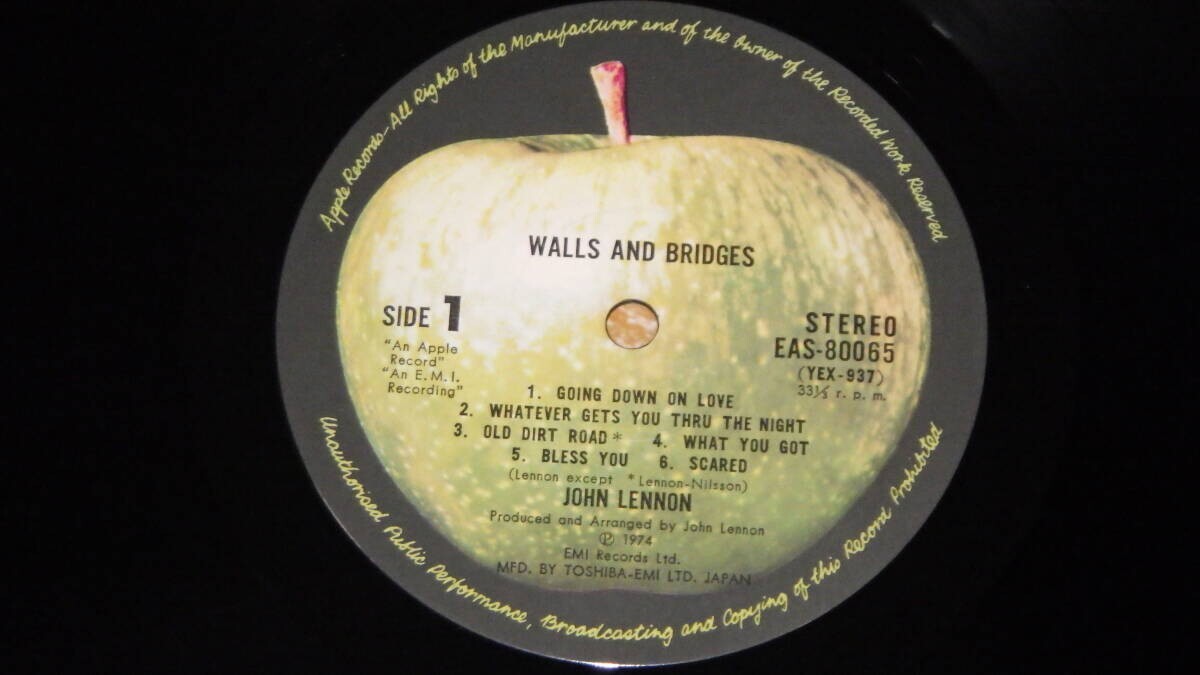 Apple Records-All Rights of the Manufacturer and of the Owner of the Recorded Work Reserved
WALLS AND BRIDGES
SIDE 1
"An Apple
Record"
"An E.M.I.
Recording"
STEREO
EAS-80065
(YEX-937)
33⅓ r. p. m.
1. GOING DOWN ON LOVE
2. WHATEVER GETS YOU THRU THE NIGHT
3. OLD DIRT ROAD* 4. WHAT YOU GOT
5. BLESS YOU 6. SCARED
(Lennon except *Lennon-Nilsson)
JOHN LENNON
Produced and Arranged by John Lennon
℗ 1974
EMI Records Ltd.
MFD. BY TOSHIBA-EMI LTD. JAPAN
Unauthorised Public Performance, Broadcasting and Copying of this Record Prohibited